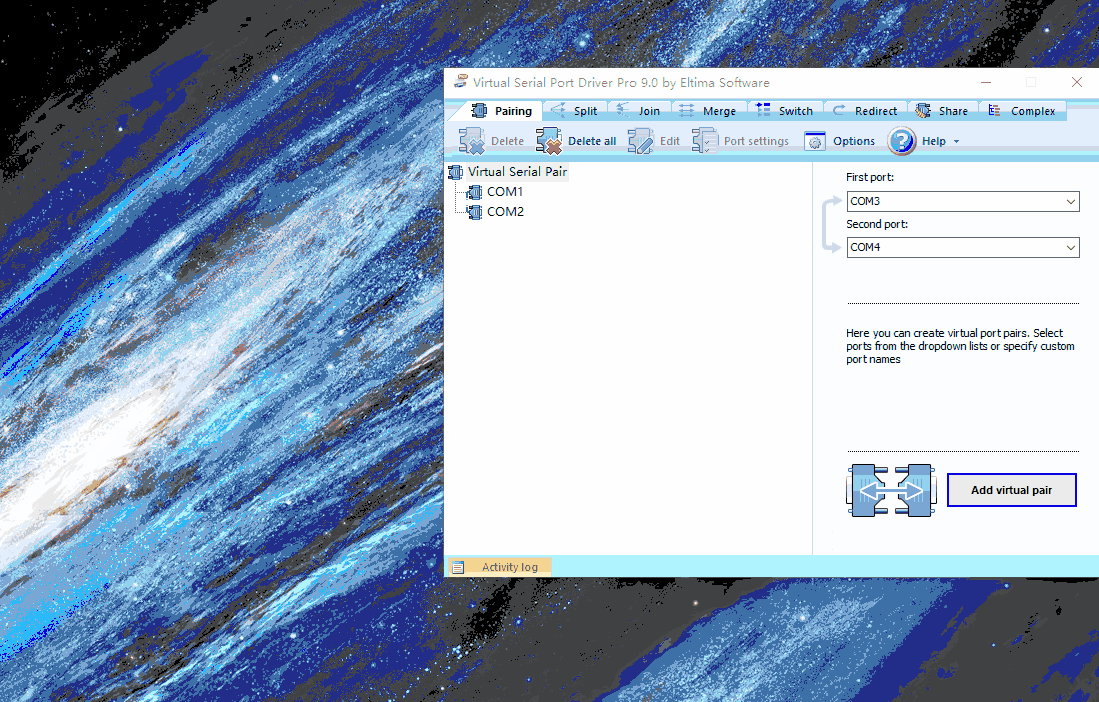 Virtual Serial Port Driver Pro 9.0 by Eltima Software
Pairing Split Join Merge Switch Redirect Share Complex
Delete Delete all Edit Port settings Options ? Help
Virtual Serial Pair
COM1
COM2
First port:
COM3
Second port:
COM4
Here you can create virtual port pairs. Select
ports from the dropdown lists or specify custom
port names
Add virtual pair
Activity log